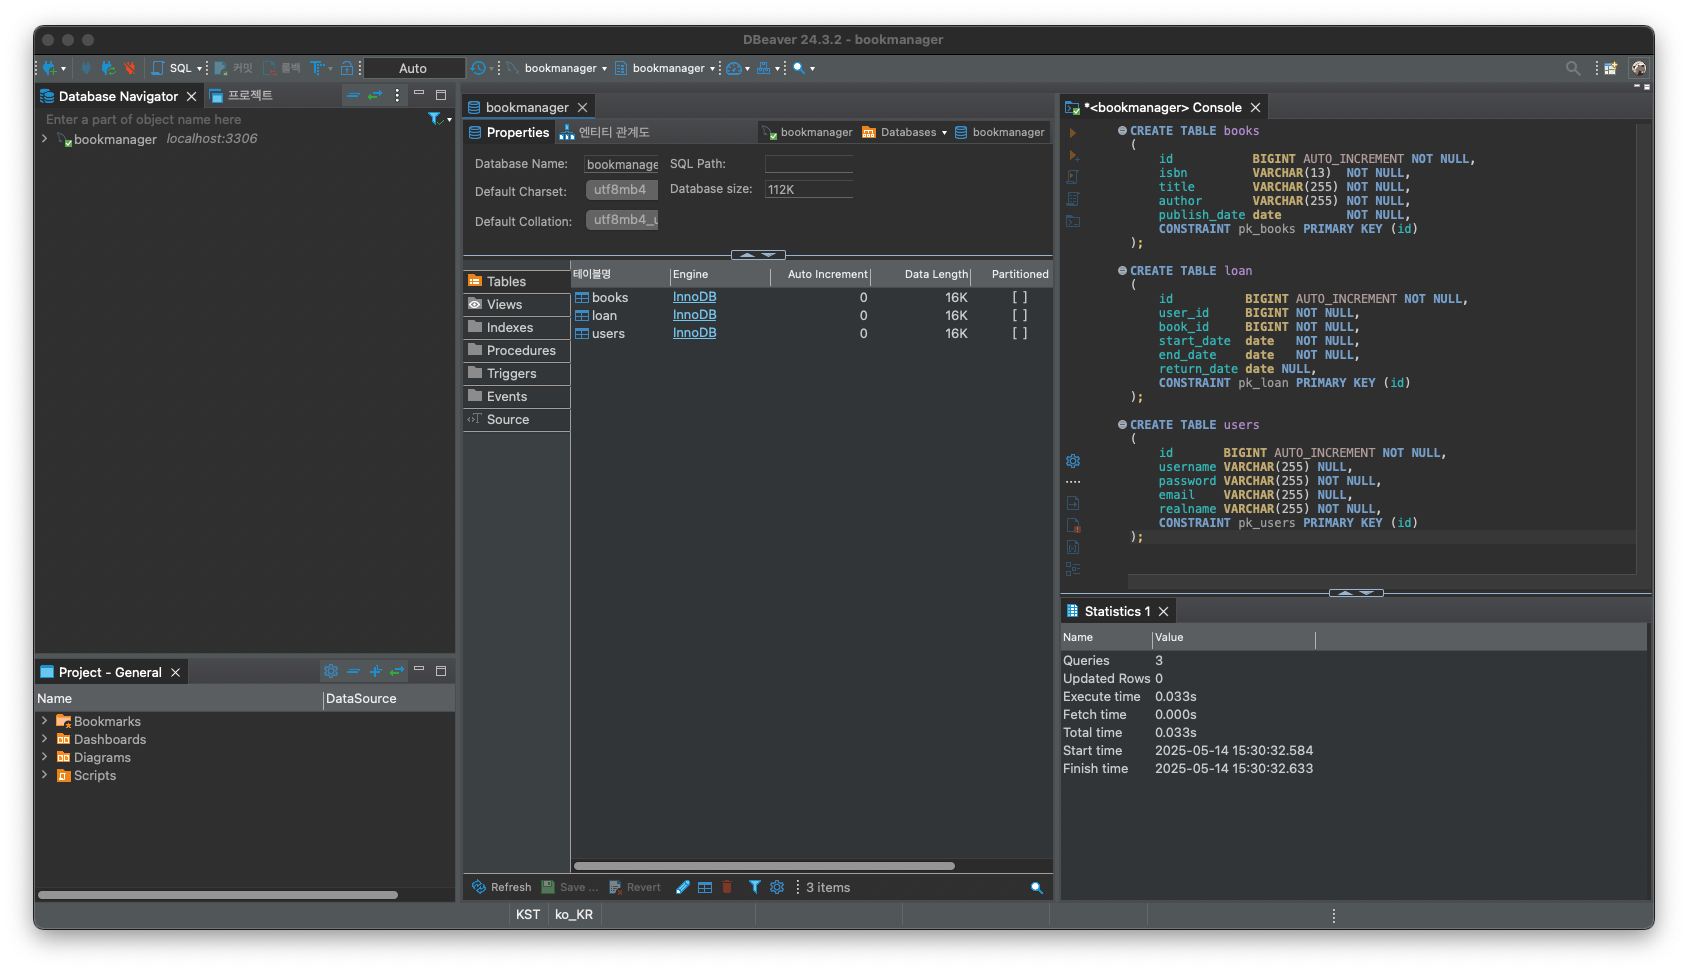 DBeaver 24.3.2 - bookmanager
SQL
커밋
롤백
Auto
bookmanager
bookmanager
Database Navigator
프로젝트
Enter a part of object name here
bookmanager localhost:3306
Project - General
Name DataSource
Bookmarks
Dashboards
Diagrams
Scripts
bookmanager
Properties
엔티티 관계도
bookmanager Databases bookmanager
Database Name: bookmanage SQL Path:
Default Charset: utf8mb4 Database size: 112K
Default Collation: utf8mb4_u
Tables
Views
Indexes
Procedures
Triggers
Events
Source
테이블명 Engine Auto Increment Data Length Partitioned
books InnoDB 0 16K [ ]
loan InnoDB 0 16K [ ]
users InnoDB 0 16K [ ]
Refresh Save ... Revert 3 items
*<bookmanager> Console
CREATE TABLE books
(
id BIGINT AUTO_INCREMENT NOT NULL,
isbn VARCHAR(13) NOT NULL,
title VARCHAR(255) NOT NULL,
author VARCHAR(255) NOT NULL,
publish_date date NOT NULL,
CONSTRAINT pk_books PRIMARY KEY (id)
);
CREATE TABLE loan
(
id BIGINT AUTO_INCREMENT NOT NULL,
user_id BIGINT NOT NULL,
book_id BIGINT NOT NULL,
start_date date NOT NULL,
end_date date NOT NULL,
return_date date NULL,
CONSTRAINT pk_loan PRIMARY KEY (id)
);
CREATE TABLE users
(
id BIGINT AUTO_INCREMENT NOT NULL,
username VARCHAR(255) NULL,
password VARCHAR(255) NOT NULL,
email VARCHAR(255) NULL,
realname VARCHAR(255) NOT NULL,
CONSTRAINT pk_users PRIMARY KEY (id)
);
Statistics 1
Name Value
Queries 3
Updated Rows 0
Execute time 0.033s
Fetch time 0.000s
Total time 0.033s
Start time 2025-05-14 15:30:32.584
Finish time 2025-05-14 15:30:32.633
KST ko_KR